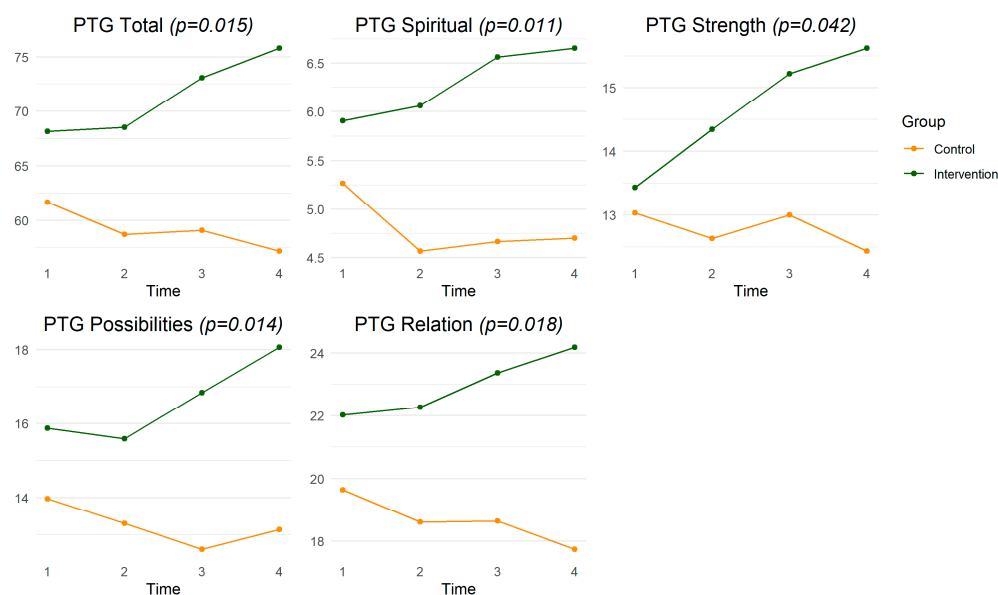 PTG Total (p=0.015)
75
70
65
60
1 2 3 4
Time
PTG Spiritual (p=0.011)
6.5
6.0
5.5
5.0
4.5
1 2 3 4
Time
PTG Strength (p=0.042)
15
14
13
1 2 3 4
Time
Group
Control
Intervention
PTG Possibilities (p=0.014)
18
16
14
1 2 3 4
Time
PTG Relation (p=0.018)
24
22
20
18
1 2 3 4
Time